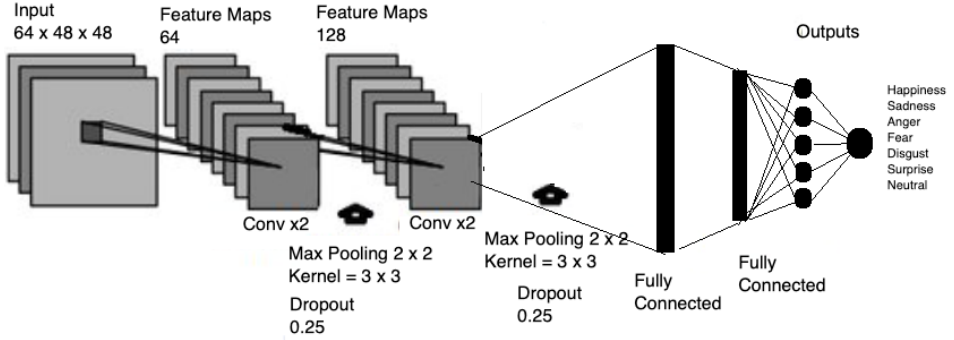 Input
64 x 48 x 48
Feature Maps
64
Feature Maps
128
Outputs
Happiness
Sadness
Anger
Fear
Disgust
Surprise
Neutral
Conv x2
Conv x2
Max Pooling 2 x 2
Kernel = 3 x 3
Dropout
0.25
Max Pooling 2 x 2
Kernel = 3 x 3
Dropout
0.25
Fully
Connected
Fully
Connected